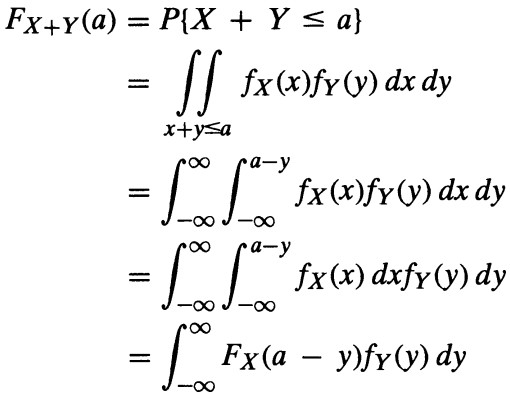 F_{X+Y}(a) = P{X + Y ≤ a}
= ∬_{x+y≤a} f_X(x)f_Y(y) dx dy
= ∫_{-∞}^{∞} ∫_{-∞}^{a-y} f_X(x)f_Y(y) dx dy
= ∫_{-∞}^{∞} ∫_{-∞}^{a-y} f_X(x) dxf_Y(y) dy
= ∫_{-∞}^{∞} F_X(a − y)f_Y(y) dy